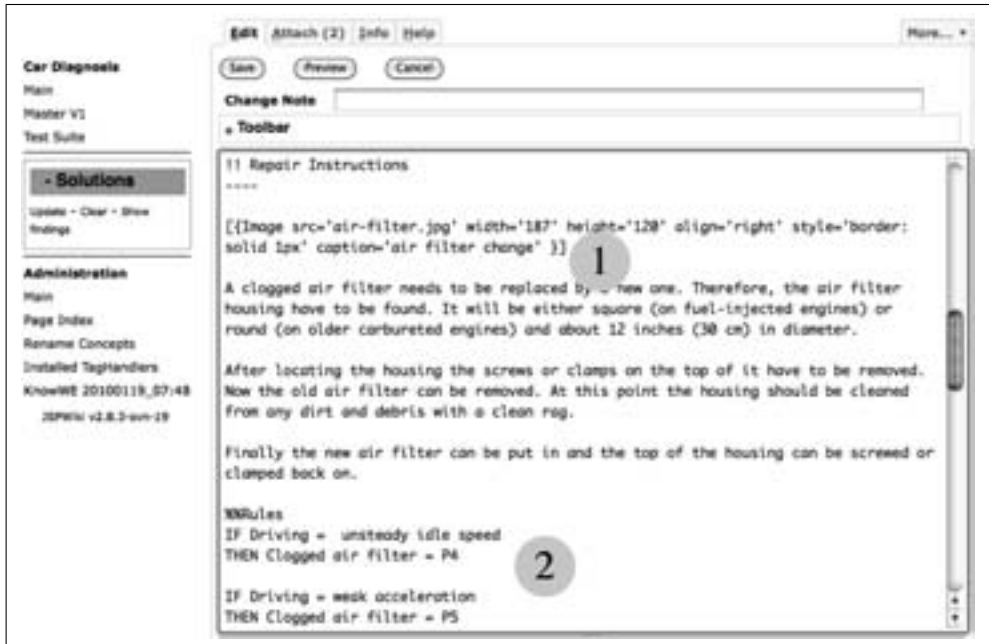 Edit Attach (2) Info Help
More...
Car Diagnosis
Main
Master V1
Test Suite
- Solutions
Update - Clear - Show
findings
Administration
Main
Page Index
Rename Concepts
Installed TagHandlers
KnowWE 20100119_07:48
JSPWiki v2.8.3-svn-19
Save Preview Cancel
Change Note
Toolbar
!! Repair Instructions
----
[{Image src='air-filter.jpg' width='187' height='120' align='right' style='border:
solid 1px' caption='air filter change' }]
1
A clogged air filter needs to be replaced by a new one. Therefore, the air filter
housing have to be found. It will be either square (on fuel-injected engines) or
round (on older carbureted engines) and about 12 inches (30 cm) in diameter.
After locating the housing the screws or clamps on the top of it have to be removed.
Now the old air filter can be removed. At this point the housing should be cleaned
from any dirt and debris with a clean rag.
Finally the new air filter can be put in and the top of the housing can be screwed or
clamped back on.
%%Rules
IF Driving = unsteady idle speed
THEN Clogged air filter = P4
2
IF Driving = weak acceleration
THEN Clogged air filter = P5